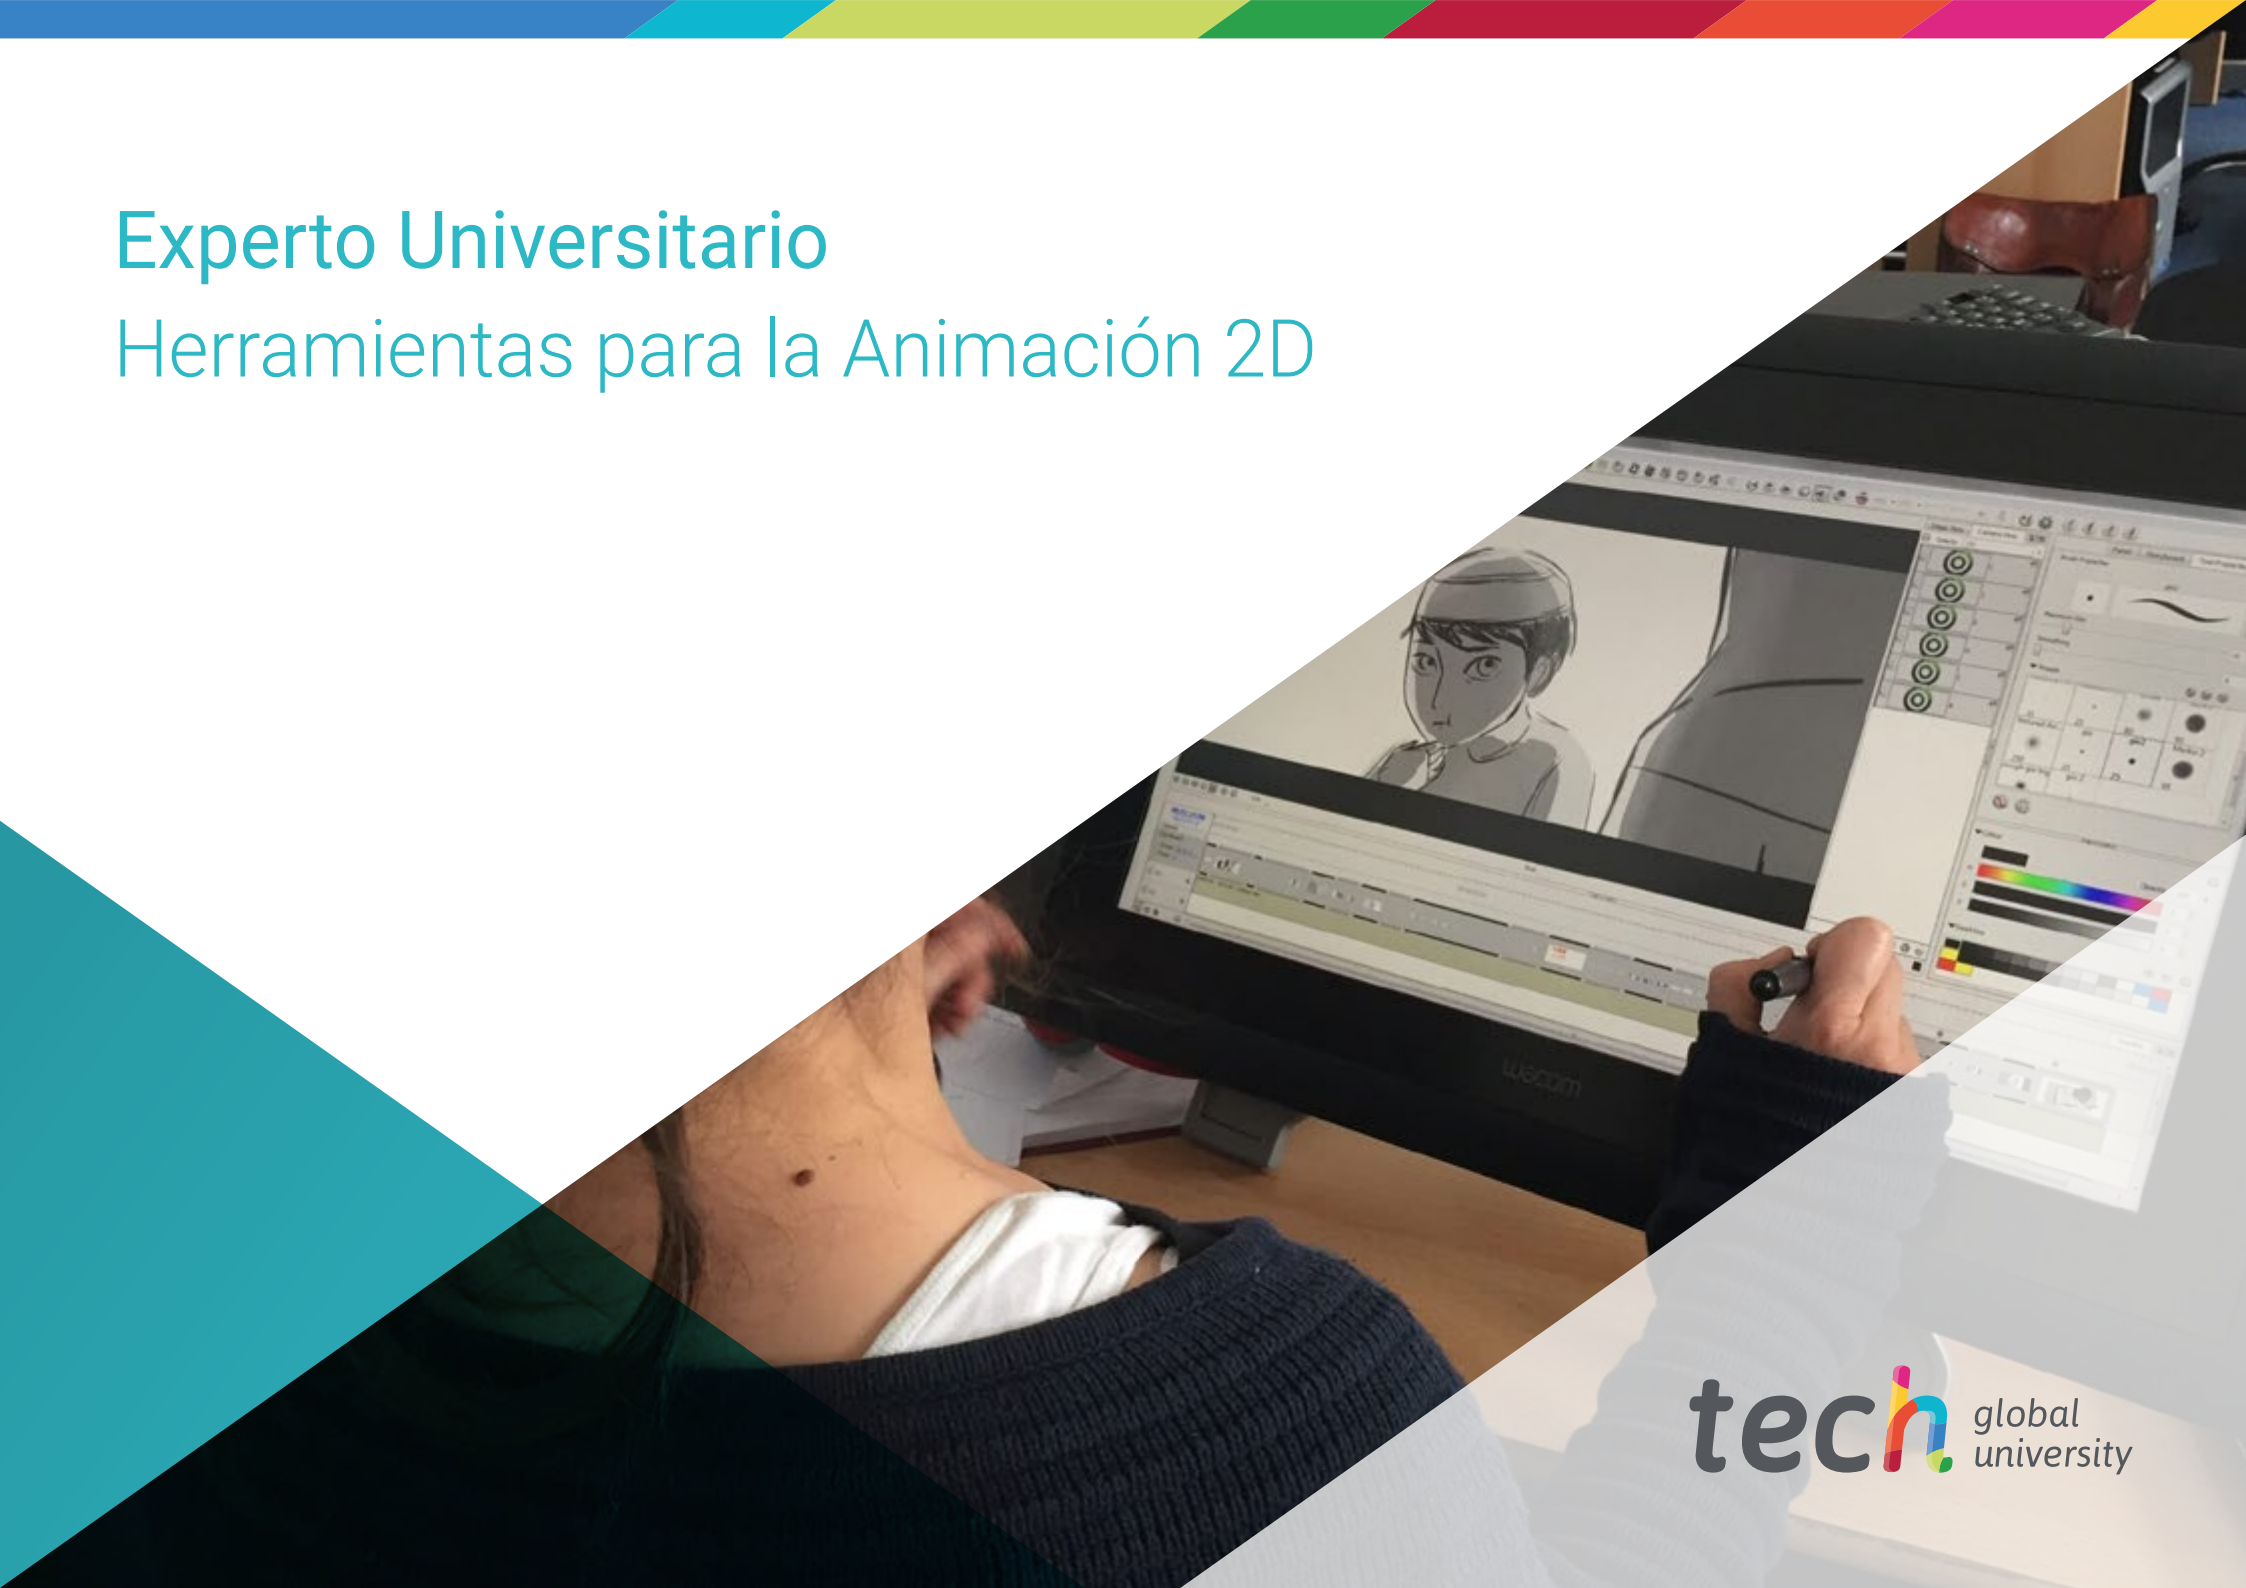 Experto Universitario
Herramientas para la Animación 2D
wacom
tech global
university